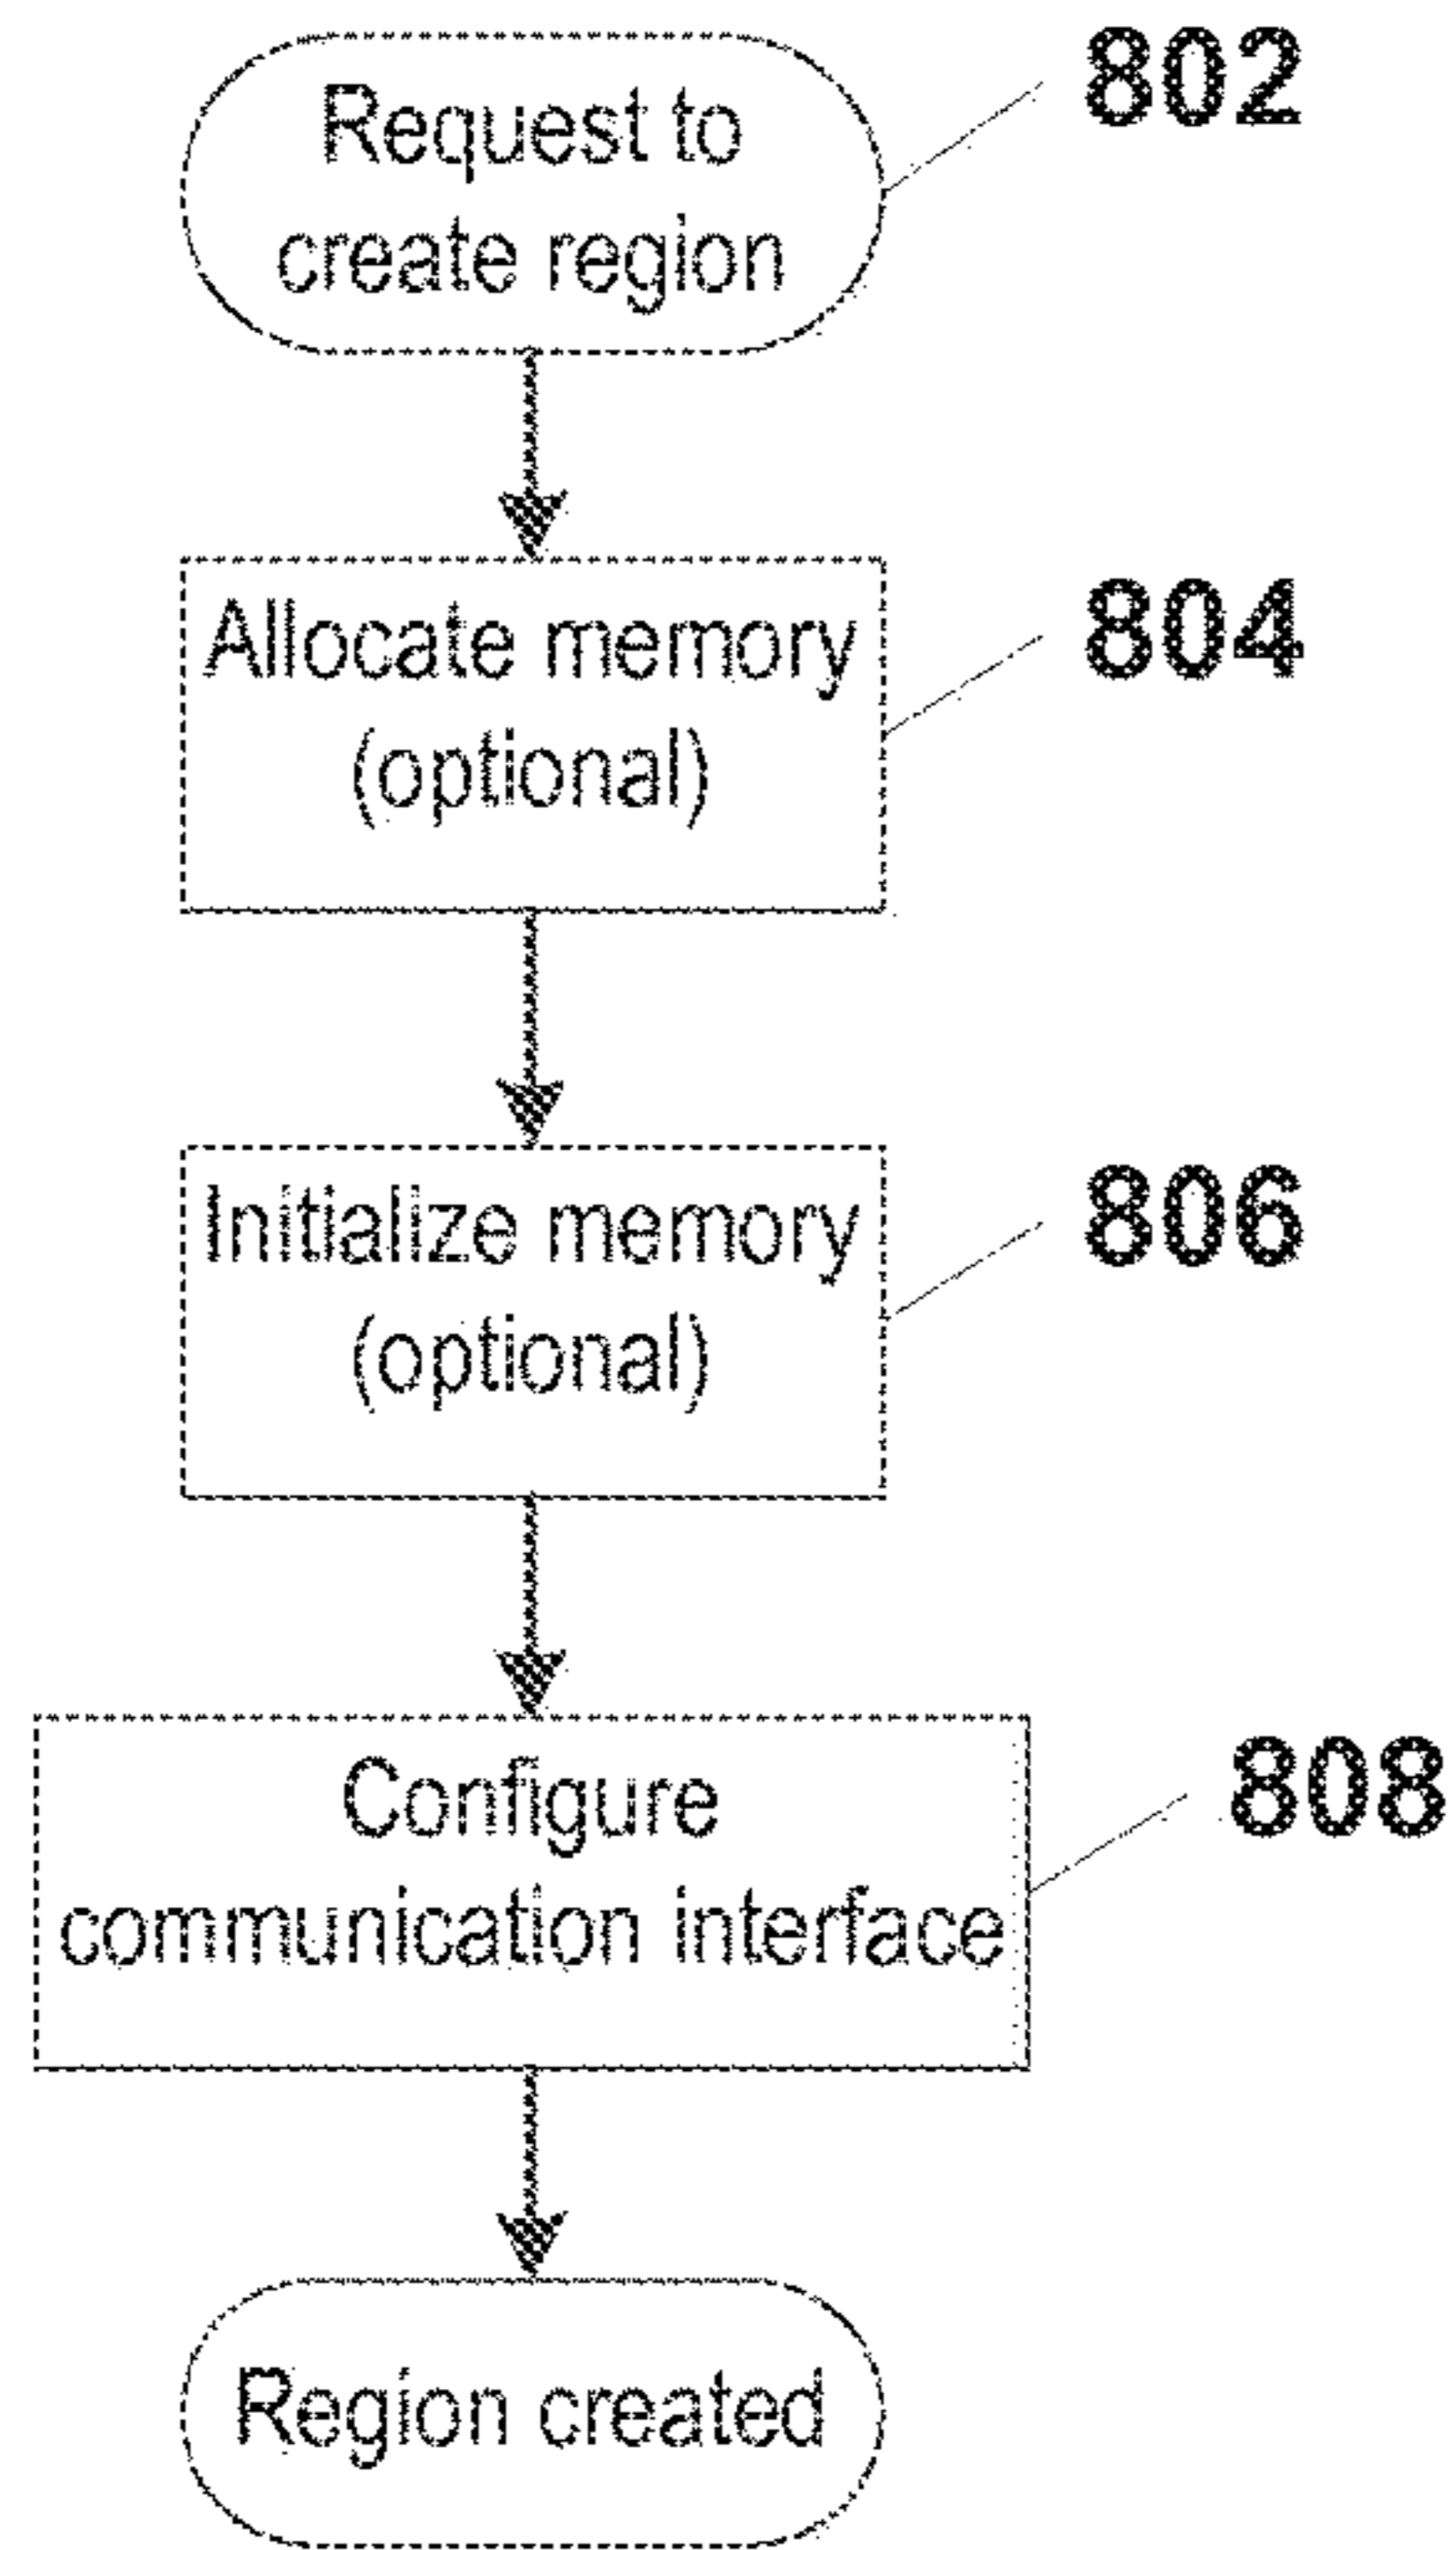 Request to
create region
802
Allocate memory
(optional)
804
Initialize memory
(optional)
806
Configure
communication interface
808
Region created